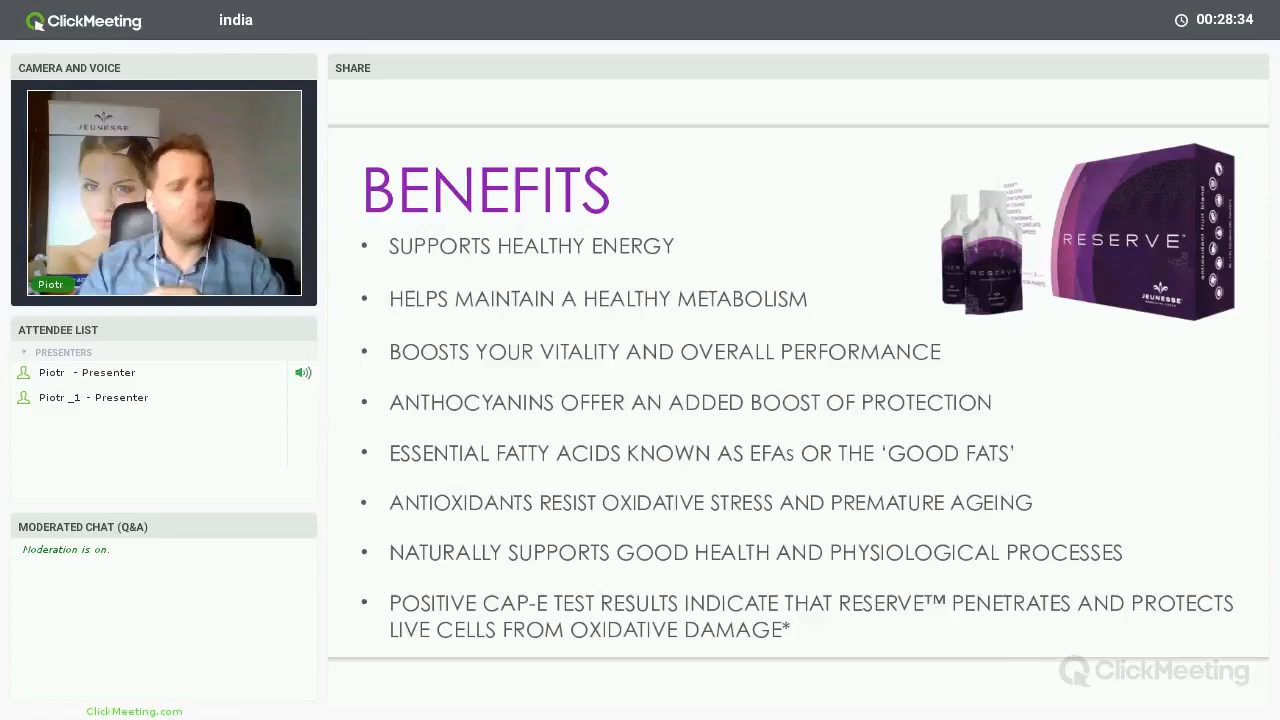 ClickMeeting
india
00:28:34
CAMERA AND VOICE
JEUNESSE
Piotr
ATTENDEE LIST
PRESENTERS
Piotr - Presenter
Piotr _1 - Presenter
MODERATED CHAT (Q&A)
Moderation is on.
ClickMeeting.com
SHARE
BENEFITS
• SUPPORTS HEALTHY ENERGY
• HELPS MAINTAIN A HEALTHY METABOLISM
• BOOSTS YOUR VITALITY AND OVERALL PERFORMANCE
• ANTHOCYANINS OFFER AN ADDED BOOST OF PROTECTION
• ESSENTIAL FATTY ACIDS KNOWN AS EFAs OR THE ‘GOOD FATS’
• ANTIOXIDANTS RESIST OXIDATIVE STRESS AND PREMATURE AGEING
• NATURALLY SUPPORTS GOOD HEALTH AND PHYSIOLOGICAL PROCESSES
• POSITIVE CAP-E TEST RESULTS INDICATE THAT RESERVE™ PENETRATES AND PROTECTS
LIVE CELLS FROM OXIDATIVE DAMAGE*
RESERVE
RESERVE™
antioxidant fruit blend
JEUNESSE
ClickMeeting